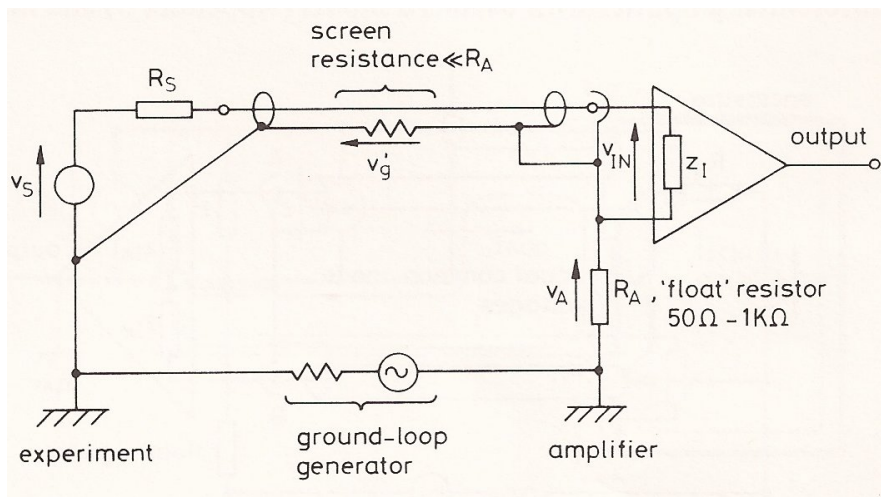 screen
resistance≪R_A
R_S
v'_g
v_S
v_IN
z_I
output
v_A
R_A , 'float' resistor
50Ω - 1KΩ
ground-loop
generator
experiment
amplifier